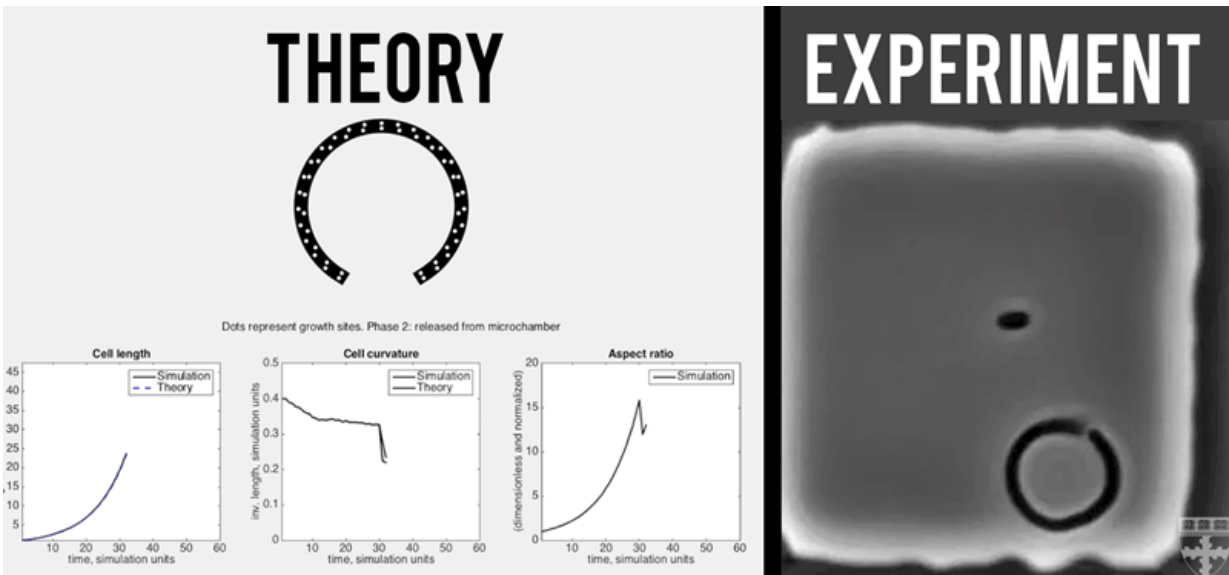 THEORY
EXPERIMENT
Dots represent growth sites. Phase 2: released from microchamber
Cell length
Simulation
Theory
45
40
35
30
25
20
15
10
5
10 20 30 40 50 60
time, simulation units
Cell curvature
Simulation
Theory
inv. length, simulation units
0.5
0.4
0.3
0.2
0.1
0
10 20 30 40 50 60
time, simulation units
Aspect ratio
Simulation
(dimensionless and normalized)
20
15
10
5
0
10 20 30 40 50 60
time, simulation units